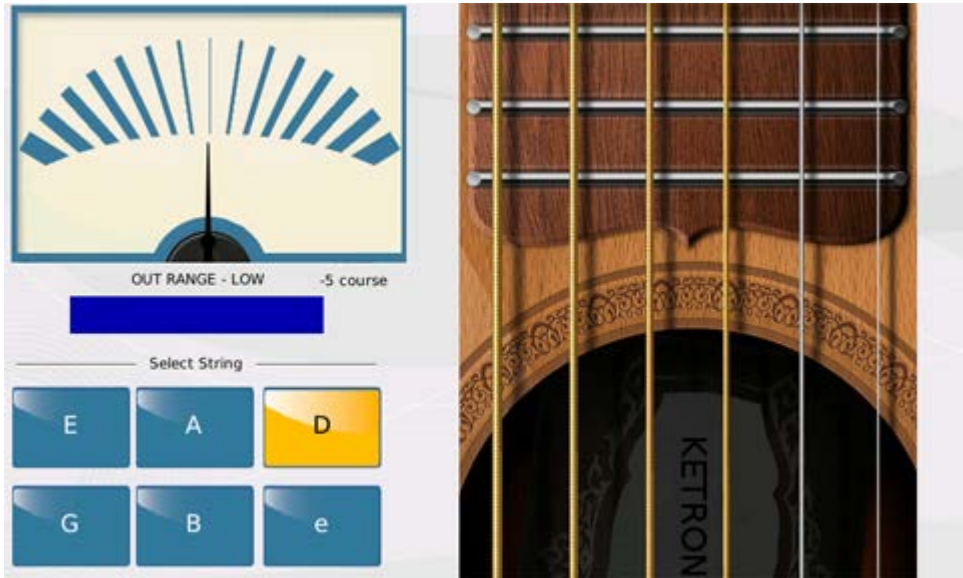 OUT RANGE - LOW
-5 course
Select String
E
A
D
G
B
e
KETRON